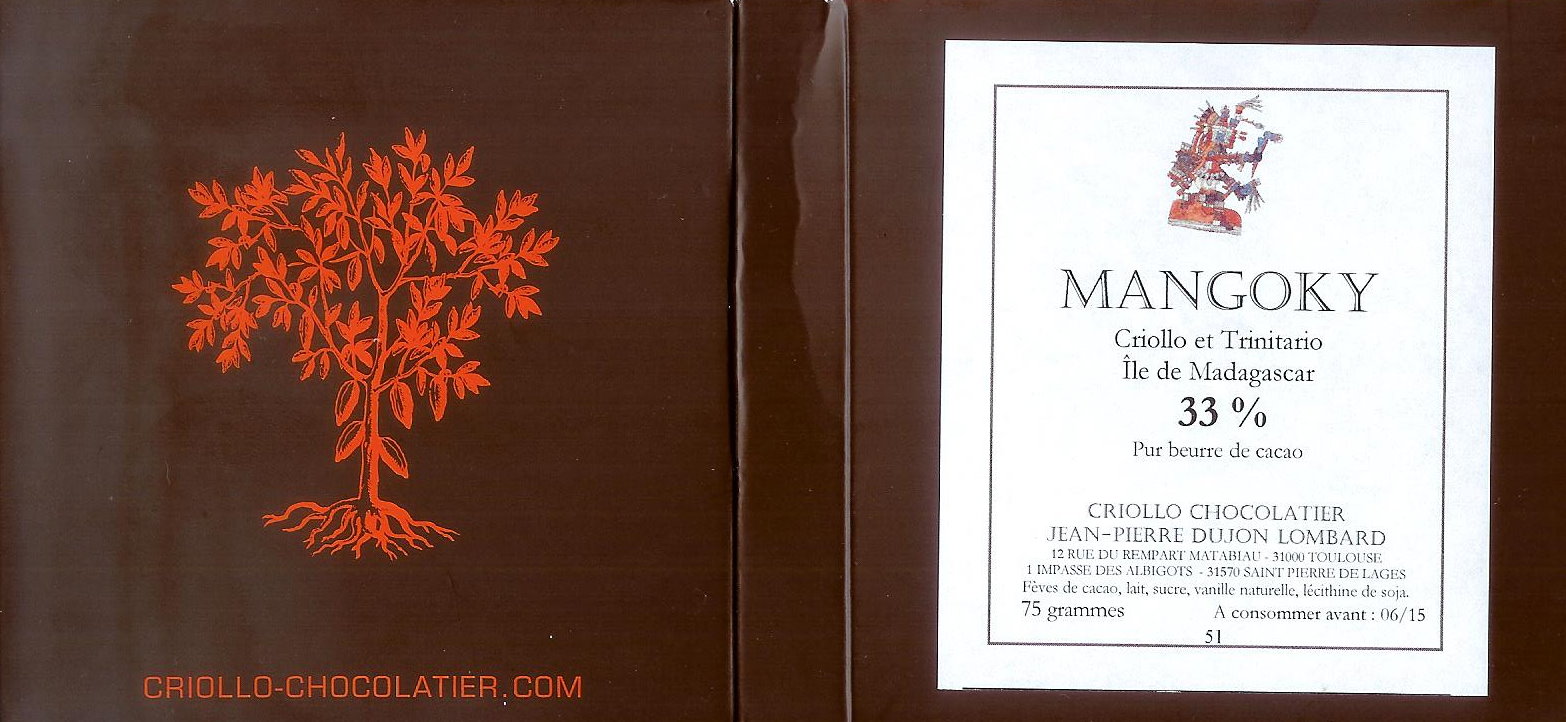 CRIOLLO-CHOCOLATIER.COM
MANGOKY
Criollo et Trinitario
Île de Madagascar
33 %
Pur beurre de cacao
CRIOLLO CHOCOLATIER
JEAN-PIERRE DUJON LOMBARD
12 RUE DU REMPART MATABIAU - 31000 TOULOUSE
1 IMPASSE DES ALBIGOTS - 31570 SAINT PIERRE DE LAGES
Fèves de cacao, lait, sucre, vanille naturelle, lécithine de soja.
75 grammes A consommer avant : 06/15
51